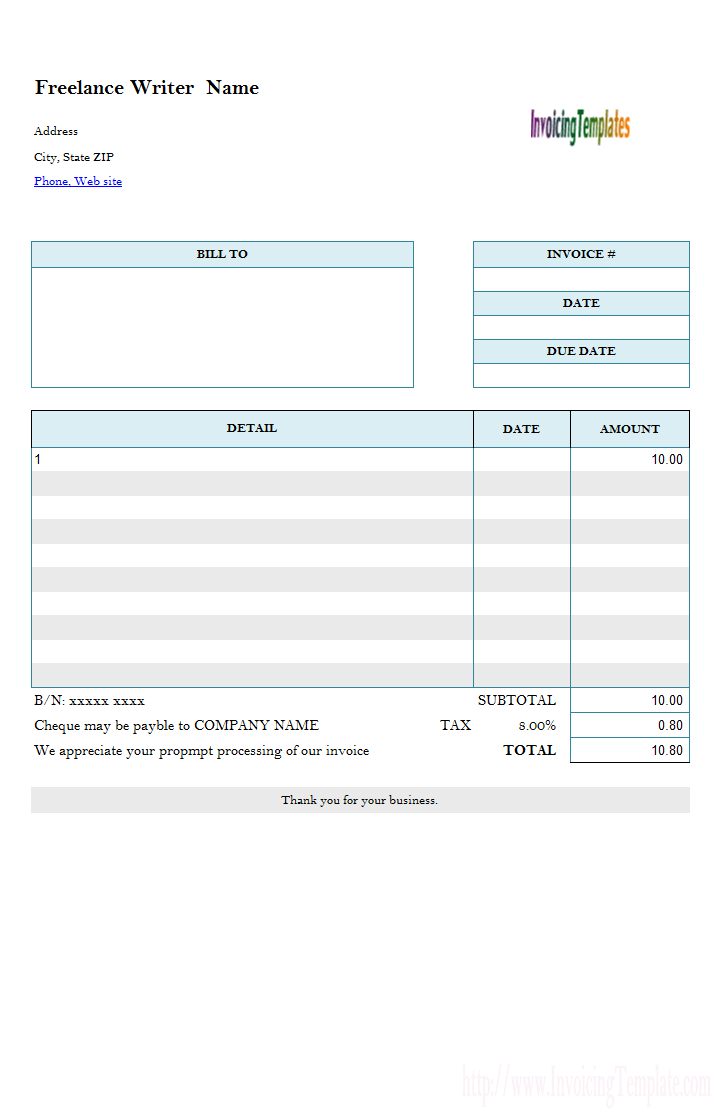 Freelance Writer  Name
InvoicingTemplates
Address
City, State ZIP
Phone, Web site
BILL TO
INVOICE #
DATE
DUE DATE
DETAIL DATE AMOUNT
1 10.00
B/N: xxxxx xxxx SUBTOTAL 10.00
Cheque may be payble to COMPANY NAME TAX 8.00% 0.80
We appreciate your propmpt processing of our invoice TOTAL 10.80
Thank you for your business.
http://www.InvoicingTemplate.com